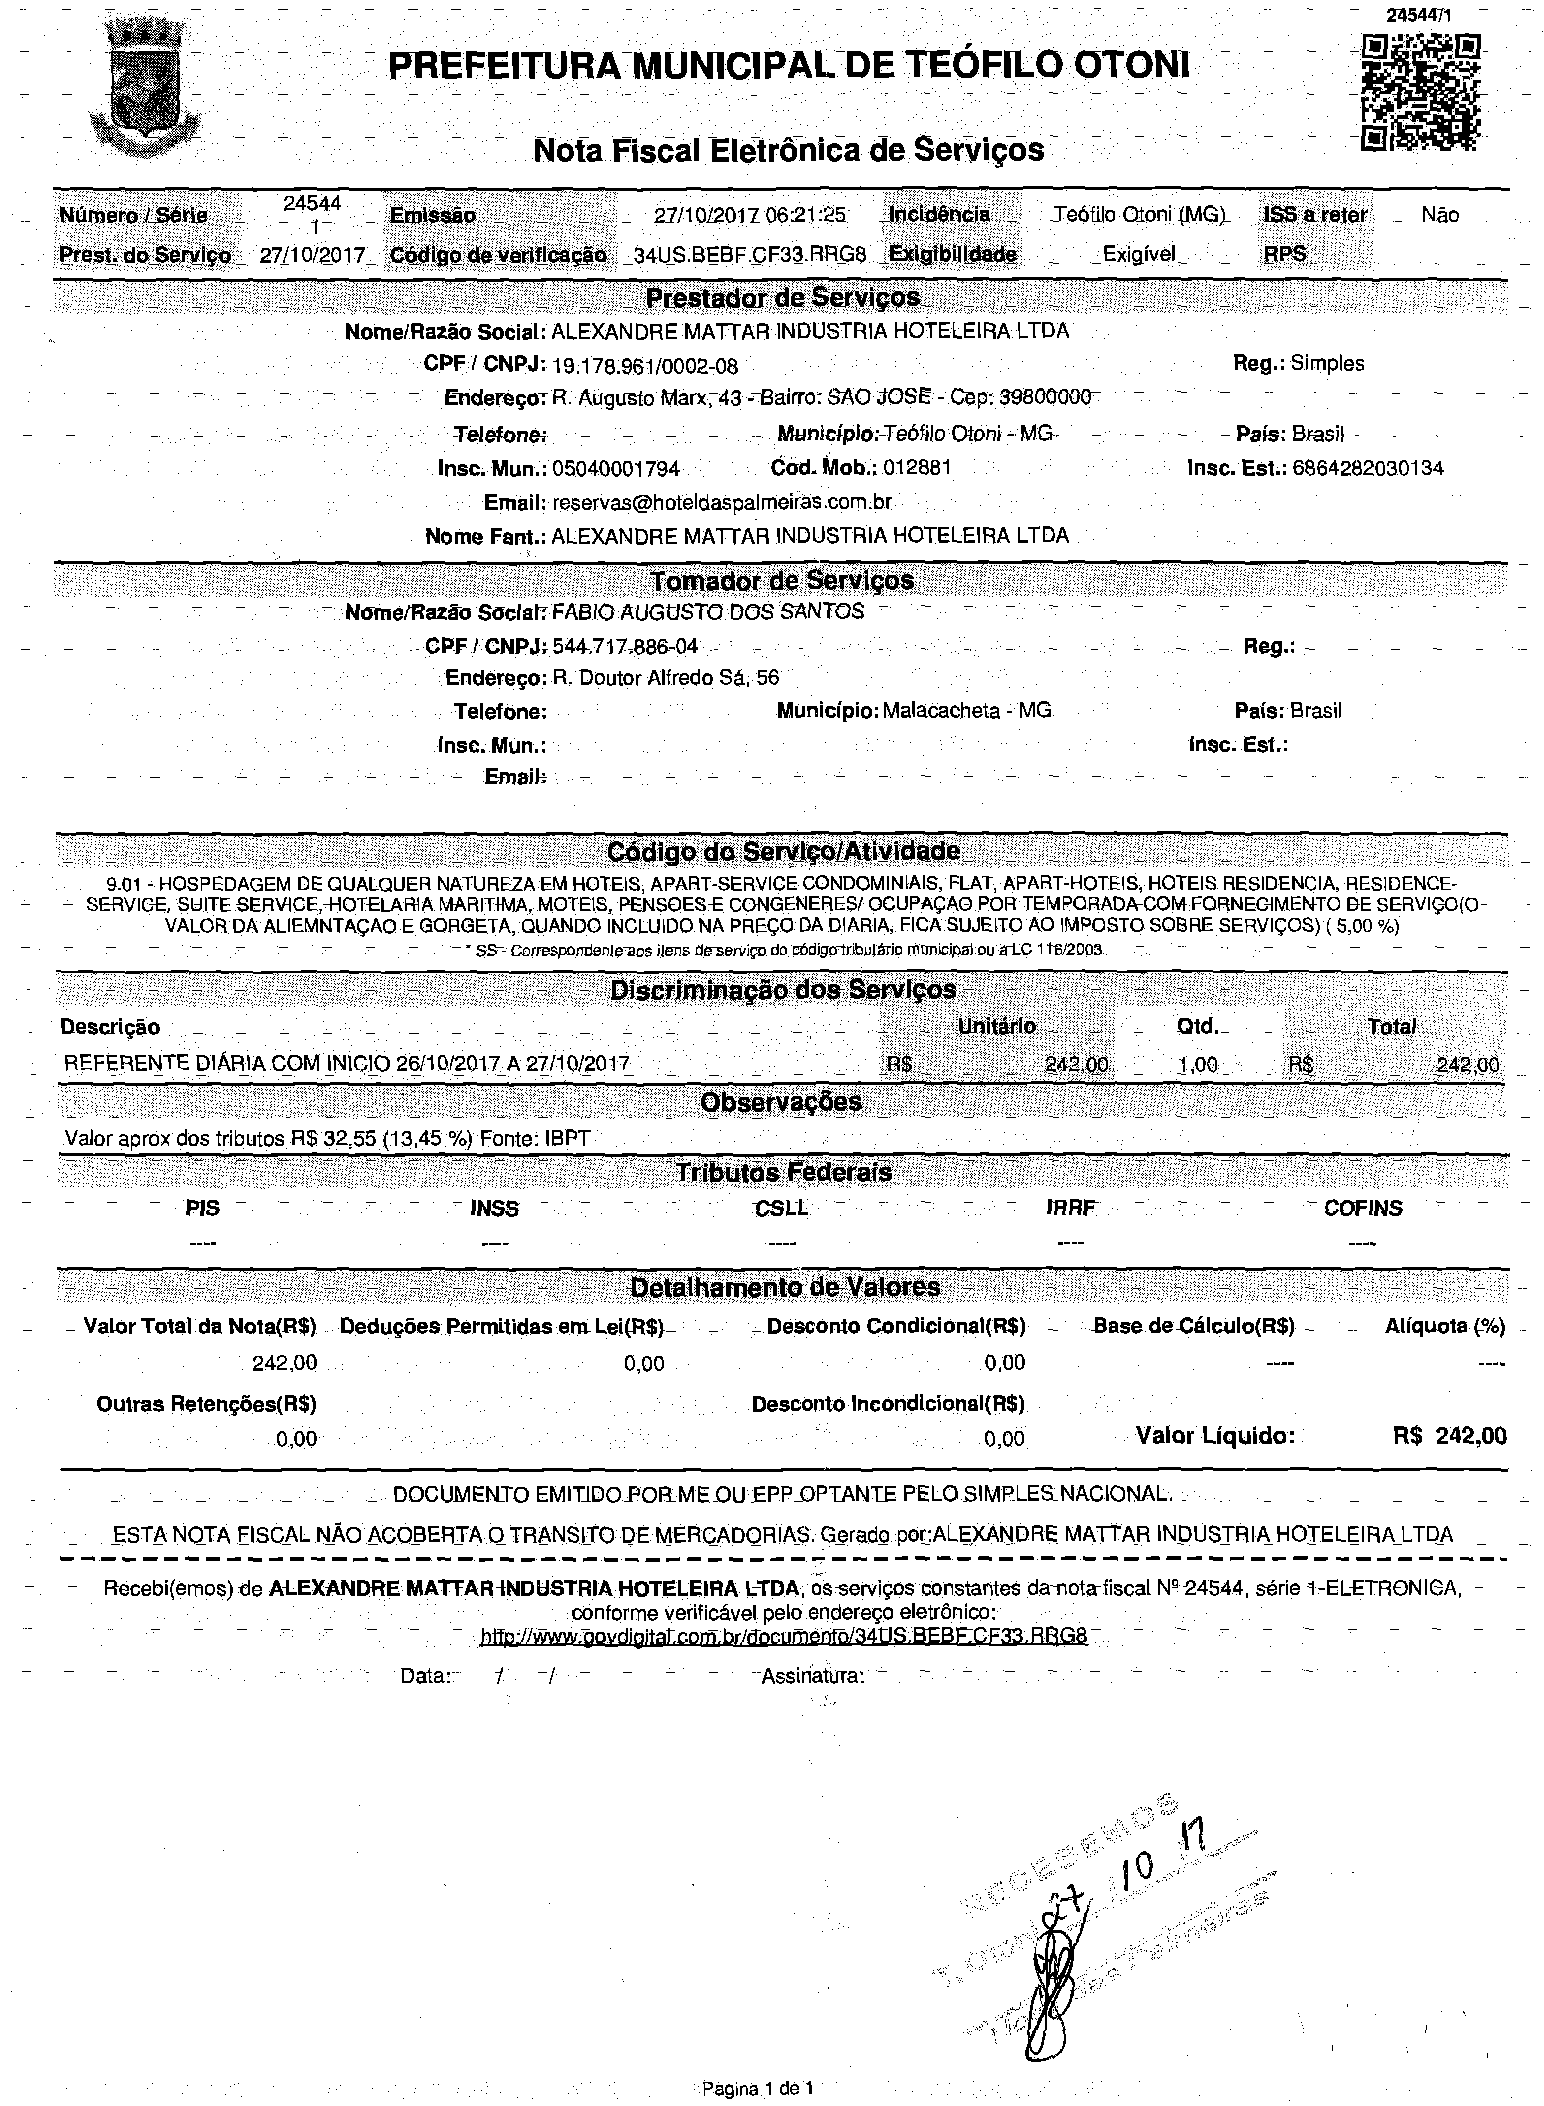 24544/1
PREFEITURA MUNICIPAL DE TEÓFILO OTONI
Nota Fiscal Eletrônica de Serviços
Número / Série 24544 1 Emissão 27/10/2017 06:21:25 Incidência Teófilo Otoni (MG) ISS a reter Não
Prest. do Serviço 27/10/2017 Código de verificação 34US.BEBF.CF33.RRG8 Exigibilidade Exigível RPS
Prestador de Serviços
Nome/Razão Social: ALEXANDRE MATTAR INDUSTRIA HOTELEIRA LTDA
CPF / CNPJ: 19.178.961/0002-08 Reg.: Simples
Endereço: R. Augusto Marx, 43 - Bairro: SAO JOSE - Cep: 39800000
Telefone: Município: Teófilo Otoni - MG País: Brasil
Insc. Mun.: 05040001794 Cod. Mob.: 012881 Insc. Est.: 6864282030134
Email: reservas@hoteldaspalmeiras.com.br
Nome Fant.: ALEXANDRE MATTAR INDUSTRIA HOTELEIRA LTDA
Tomador de Serviços
Nome/Razão Social: FABIO AUGUSTO DOS SANTOS
CPF / CNPJ: 544.717.886-04 Reg.:
Endereço: R. Doutor Alfredo Sá, 56
Telefone: Município: Malacacheta - MG País: Brasil
Insc. Mun.: Insc. Est.:
Email:
Código do Serviço/Atividade
9.01 - HOSPEDAGEM DE QUALQUER NATUREZA EM HOTEIS, APART-SERVICE CONDOMINIAIS, FLAT, APART-HOTEIS, HOTEIS RESIDENCIA, RESIDENCE-
SERVICE, SUITE SERVICE, HOTELARIA MARITIMA, MOTEIS, PENSOES E CONGENERES/ OCUPAÇAO POR TEMPORADA COM FORNECIMENTO DE SERVIÇO(O
VALOR DA ALIEMNTAÇAO E GORGETA, QUANDO INCLUIDO NA PREÇO DA DIARIA, FICA SUJEITO AO IMPOSTO SOBRE SERVIÇOS) ( 5,00 %)
* SS - Correspondente aos itens de serviço do código tributário municipal ou a LC 116/2003
Discriminação dos Serviços
Descrição Unitário Qtd. Total
REFERENTE DIÁRIA COM INICIO 26/10/2017 A 27/10/2017 R$ 242,00 1,00 R$ 242,00
Observações
Valor aprox dos tributos R$ 32,55 (13,45 %) Fonte: IBPT
Tributos Federais
PIS INSS CSLL IRRF COFINS
---- ---- ---- ---- ----
Detalhamento de Valores
Valor Total da Nota(R$) Deduções Permitidas em Lei(R$) Desconto Condicional(R$) Base de Cálculo(R$) Alíquota (%)
242,00 0,00 0,00 ---- ----
Outras Retenções(R$) Desconto Incondicional(R$)
0,00 0,00 Valor Líquido: R$ 242,00
DOCUMENTO EMITIDO POR ME OU EPP OPTANTE PELO SIMPLES NACIONAL.
ESTA NOTA FISCAL NÃO ACOBERTA O TRANSITO DE MERCADORIAS. Gerado por:ALEXANDRE MATTAR INDUSTRIA HOTELEIRA LTDA
Recebi(emos) de ALEXANDRE MATTAR INDUSTRIA HOTELEIRA LTDA, os serviços constantes da nota fiscal Nº 24544, série 1-ELETRONICA,
conforme verificável pelo endereço eletrônico:
http://www.govdigital.com.br/documento/34US.BEBF.CF33.RRG8
Data: / / Assinatura:
RECEBEMOS
27 / 10 17
Palmeiras
Pagina 1 de 1